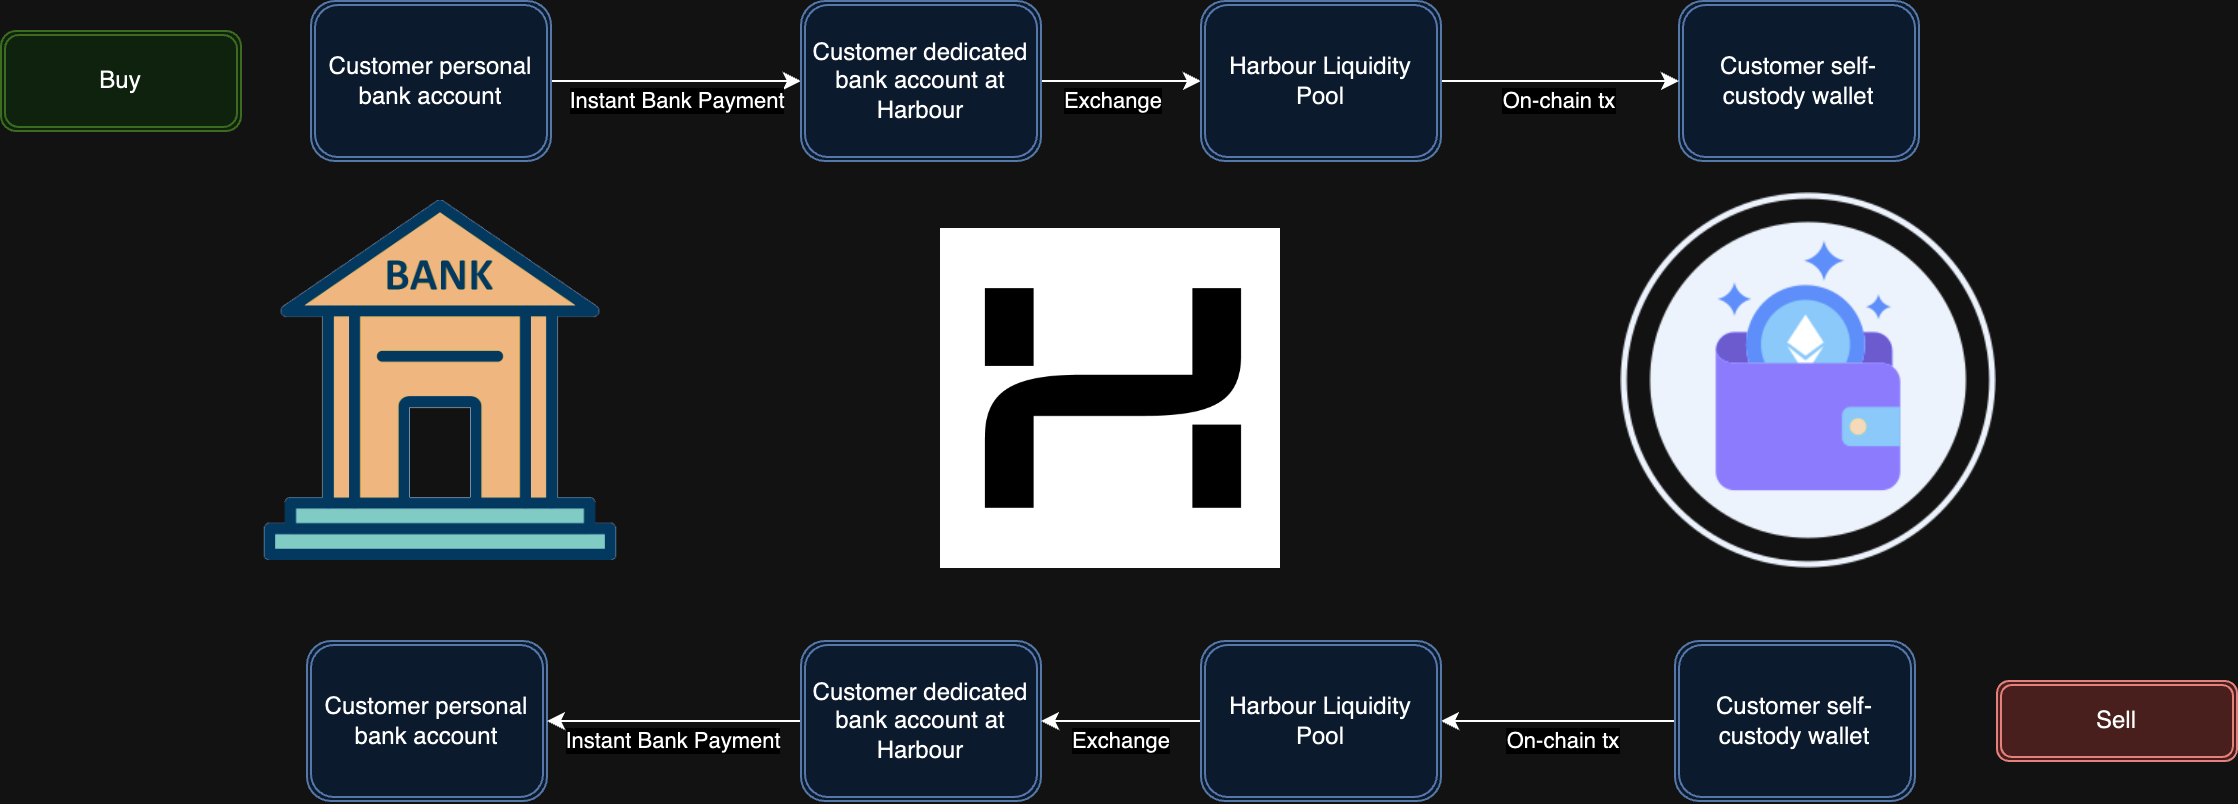 Buy
Customer personal
bank account
Instant Bank Payment
Customer dedicated
bank account at
Harbour
Exchange
Harbour Liquidity
Pool
On-chain tx
Customer self-
custody wallet
BANK
Customer personal
bank account
Instant Bank Payment
Customer dedicated
bank account at
Harbour
Exchange
Harbour Liquidity
Pool
On-chain tx
Customer self-
custody wallet
Sell